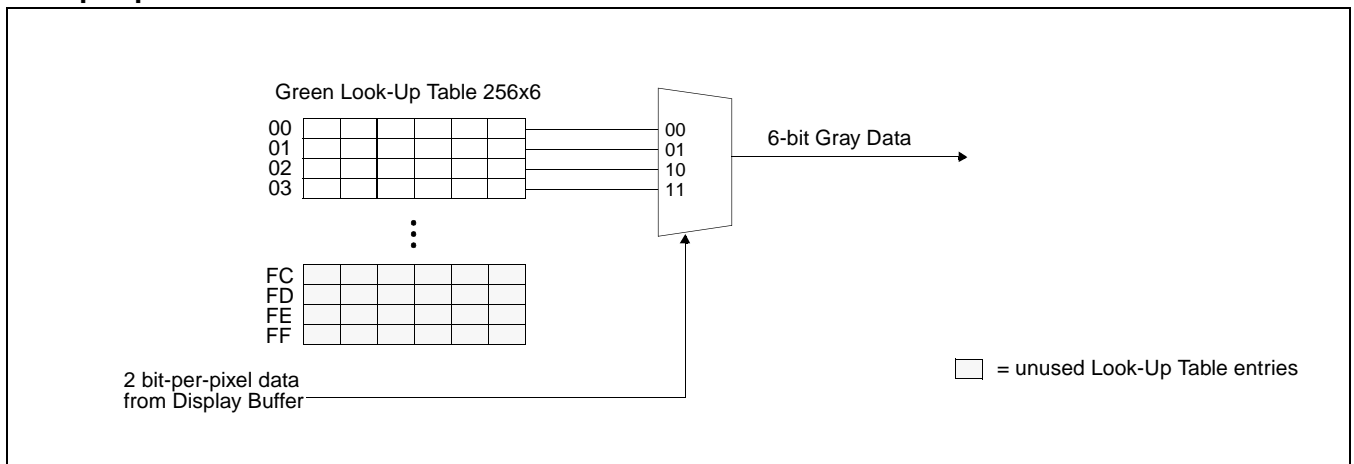 Green Look-Up Table 256x6
00
01
02
03
00
01
10
11
6-bit Gray Data
FC
FD
FE
FF
2 bit-per-pixel data
from Display Buffer
= unused Look-Up Table entries